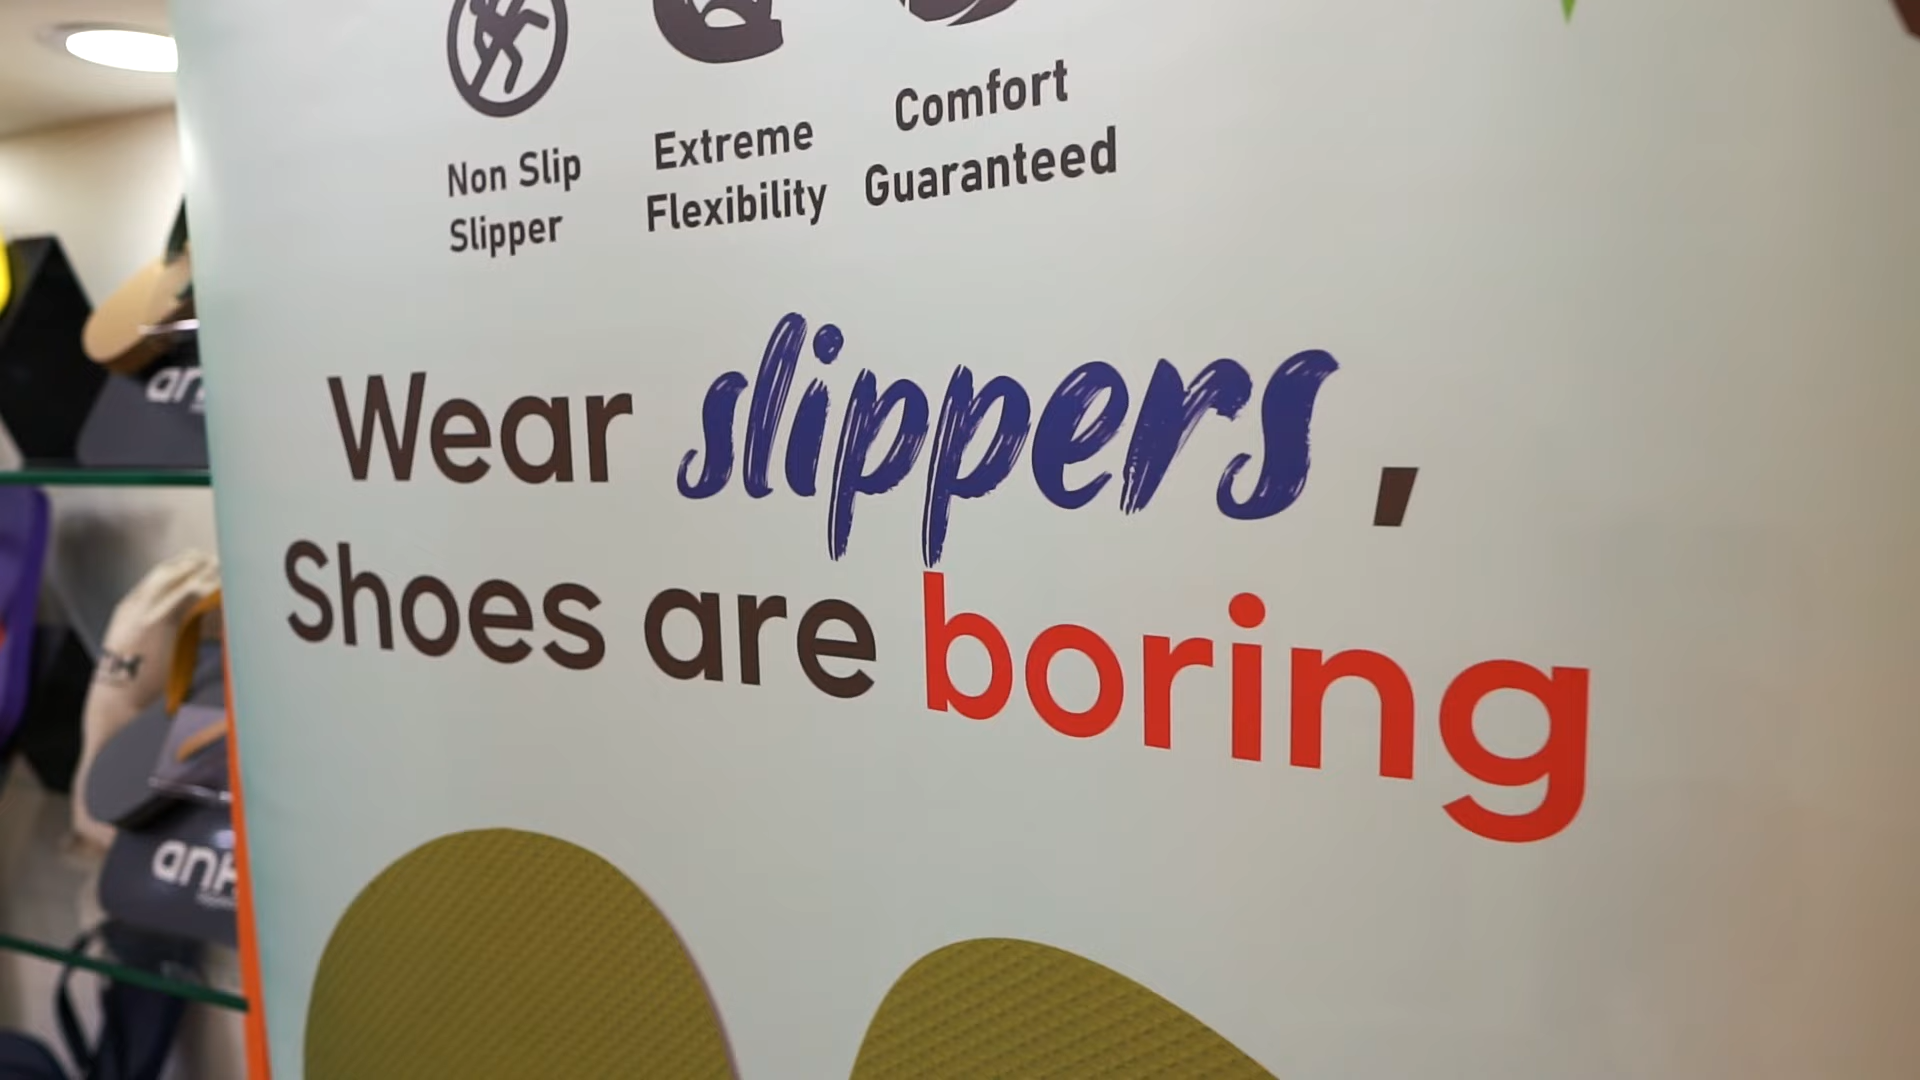 Non Slip
Slipper
Extreme
Flexibility
Comfort
Guaranteed
Wear slippers ,
Shoes are boring